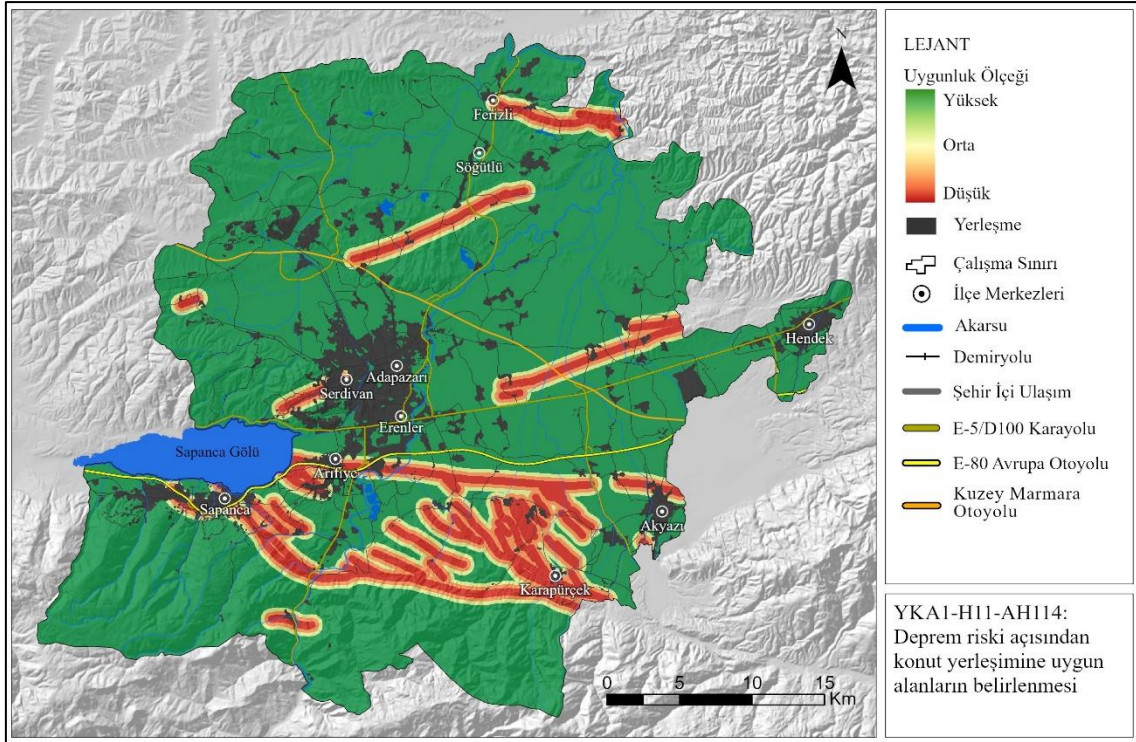 N
Ferizli
Söğütlü
Hendek
Adapazarı
Serdivan
Erenler
Sapanca Gölü
Arifiye
Sapanca
Akyazı
Karapürçek
0 5 10 15
Km
LEJANT
Uygunluk Ölçeği
Yüksek
Orta
Düşük
Yerleşme
Çalışma Sınırı
İlçe Merkezleri
Akarsu
Demiryolu
Şehir İçi Ulaşım
E-5/D100 Karayolu
E-80 Avrupa Otoyolu
Kuzey Marmara
Otoyolu
YKA1-H11-AH114:
Deprem riski açısından
konut yerleşimine uygun
alanların belirlenmesi